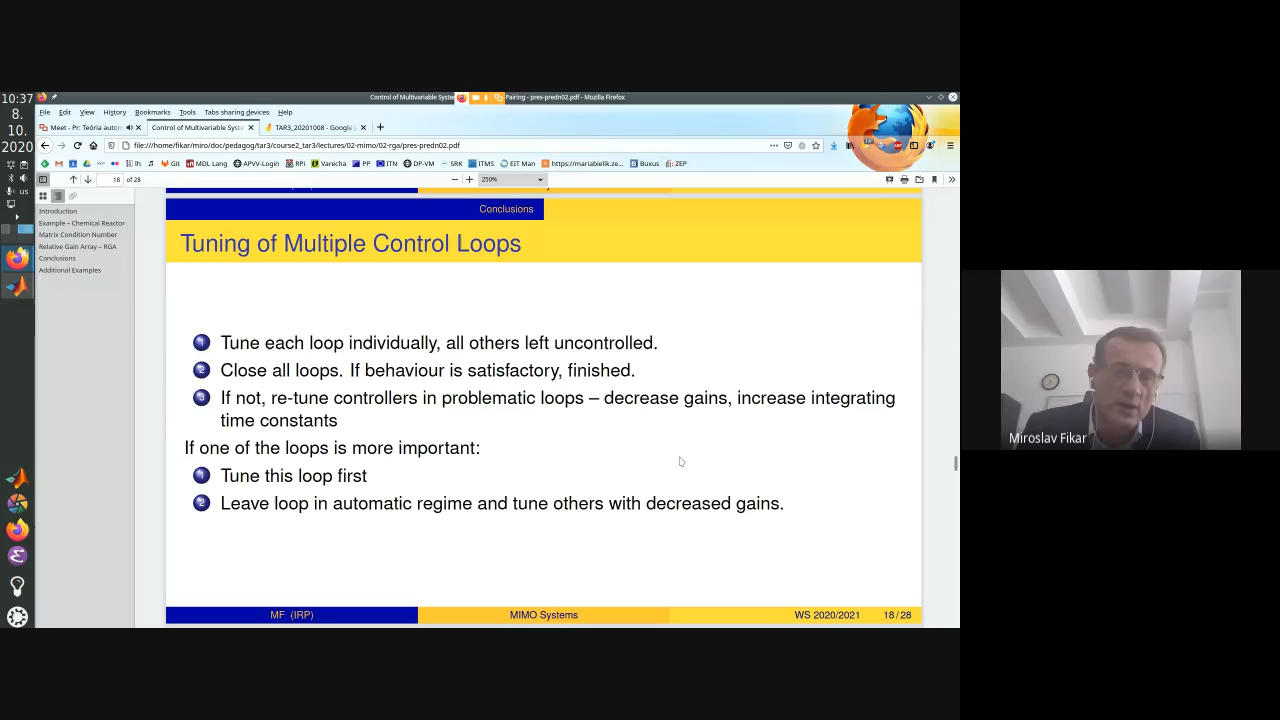 10:37
8.
10.
2020
us
Control of Multivariable Syste
Pairing - pres-predn02.pdf - Mozilla Firefox
File Edit View History Bookmarks Tools Tabs sharing devices Help
Meet - Pr: Teória autom
Control of Multivariable Syste
TAR3_20201008 - Google
file:///home/fikar/miro/doc/pedagog/tar3/course2_tar3/lectures/02-mimo/02-rga/pres-predn02.pdf
lh Git MDL Lang APVV-Login RPi Varecha PP ITN DP-VM SRK ITMS EIT Man https://mariabielik.ze... Buxus ZEP
18 of 28
250%
Introduction
Example – Chemical Reactor
Matrix Condition Number
Relative Gain Array – RGA
Conclusions
Additional Examples
Conclusions
Tuning of Multiple Control Loops
1 Tune each loop individually, all others left uncontrolled.
2 Close all loops. If behaviour is satisfactory, finished.
3 If not, re-tune controllers in problematic loops – decrease gains, increase integrating
time constants
If one of the loops is more important:
1 Tune this loop first
2 Leave loop in automatic regime and tune others with decreased gains.
MF (IRP)
MIMO Systems
WS 2020/2021
18 / 28
Miroslav Fikar